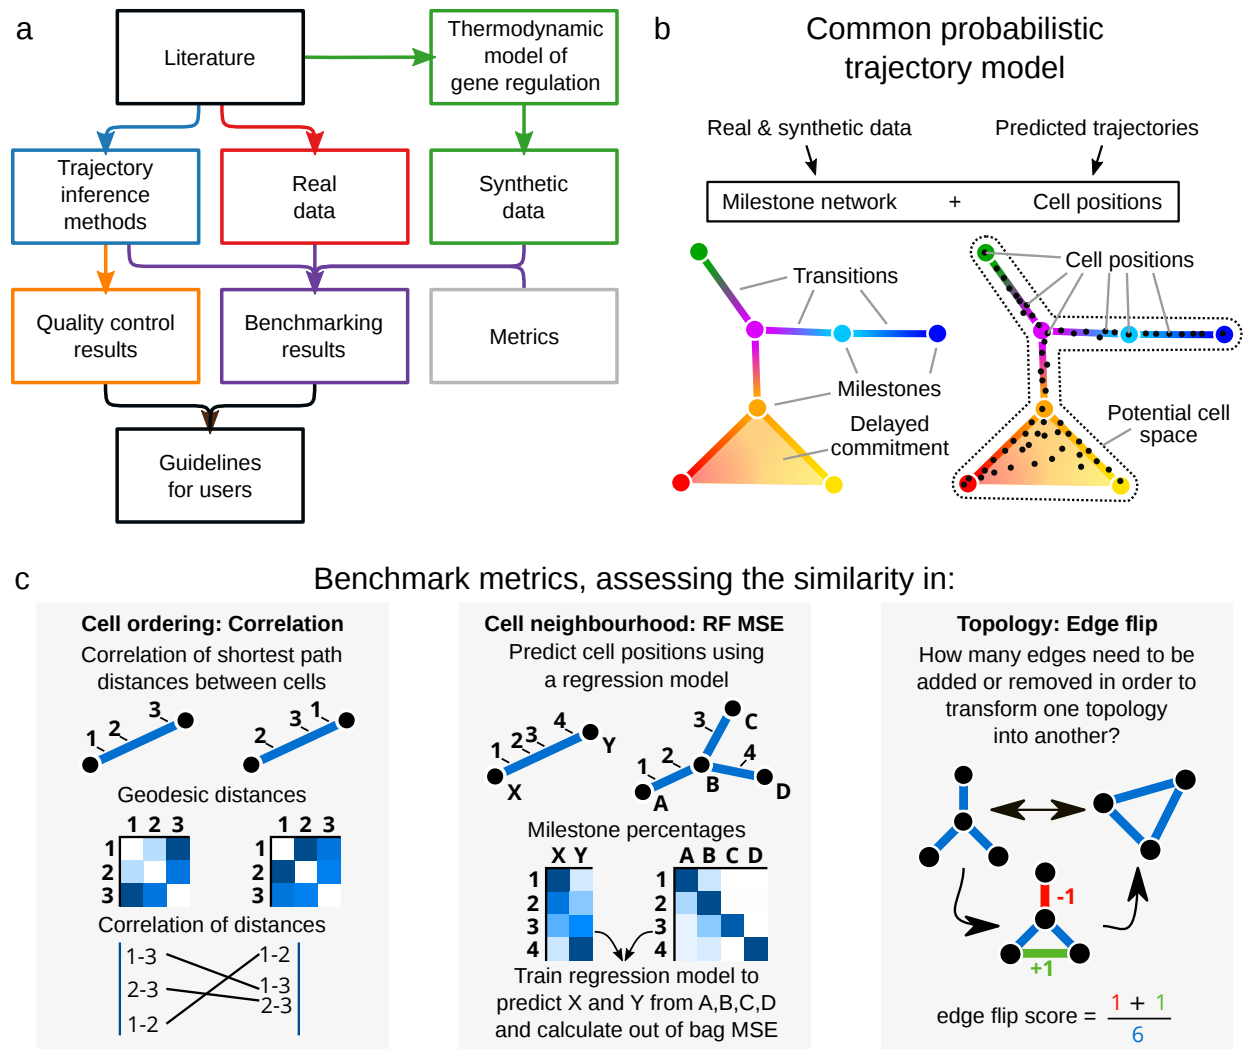 a
Literature
Thermodynamic
model of
gene regulation
Trajectory
inference
methods
Real
data
Synthetic
data
Quality control
results
Benchmarking
results
Metrics
Guidelines
for users
b
Common probabilistic
trajectory model
Real & synthetic data
Predicted trajectories
Milestone network + Cell positions
Transitions
Milestones
Delayed
commitment
Cell positions
Potential cell
space
c
Benchmark metrics, assessing the similarity in:
Cell ordering: Correlation
Correlation of shortest path
distances between cells
1 2 3
2 3 1
Geodesic distances
1 2 3
1
2
3
1 2 3
1
2
3
Correlation of distances
1-3
2-3
1-2
1-2
1-3
2-3
Cell neighbourhood: RF MSE
Predict cell positions using
a regression model
1 2 3 4
X Y
1 2 3 4
A B C D
Milestone percentages
X Y
1
2
3
4
A B C D
1
2
3
4
Train regression model to
predict X and Y from A,B,C,D
and calculate out of bag MSE
Topology: Edge flip
How many edges need to be
added or removed in order to
transform one topology
into another?
-1
+1
edge flip score = 1 + 1
6